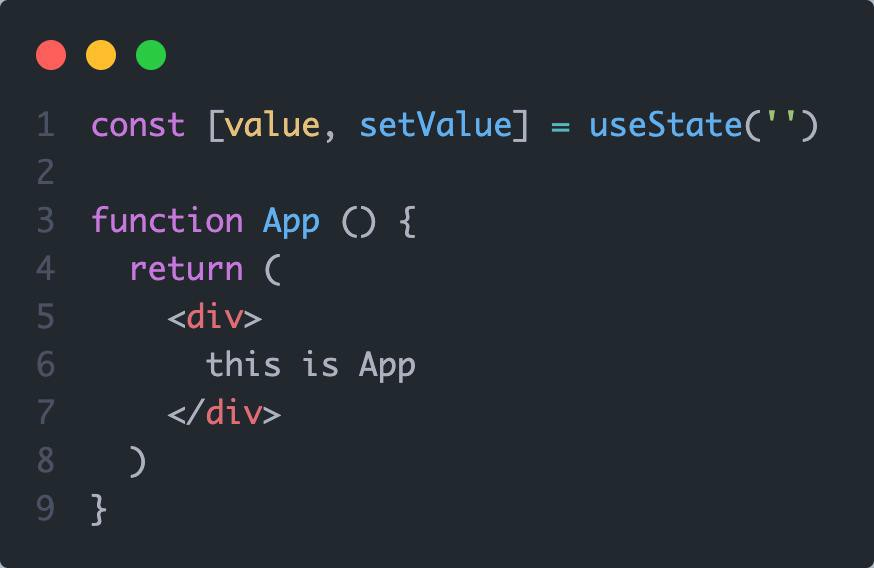 1 const [value, setValue] = useState('')
2
3 function App () {
4   return (
5     <div>
6       this is App
7     </div>
8   )
9 }